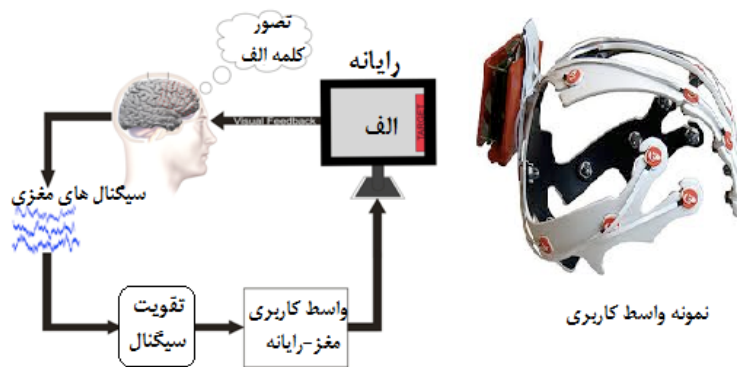 تصور
کلمه الف
رایانه
الف
TARGET
Visual Feedback
سیگنال های مغزی
تقویت
سیگنال
واسط کاربری
مغز-رایانه
نمونه واسط کاربری